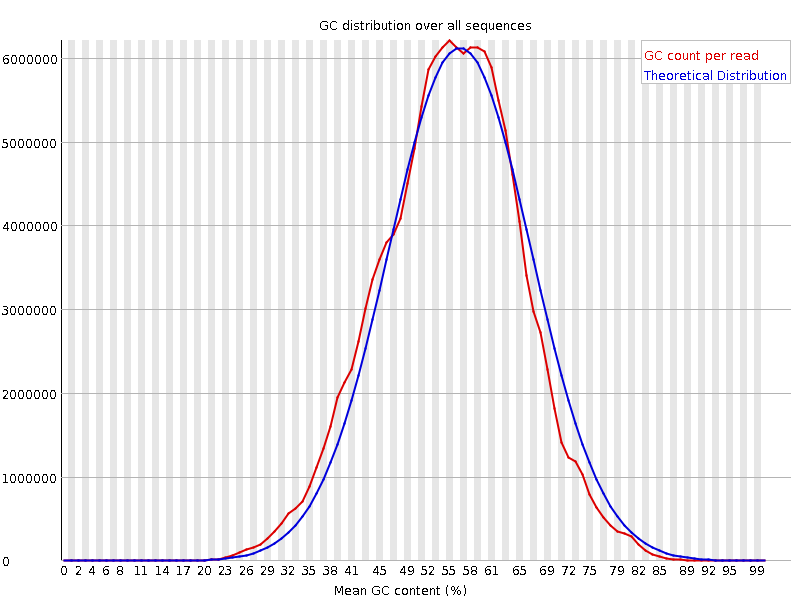 GC distribution over all sequences
GC count per read
Theoretical Distribution
6000000
5000000
4000000
3000000
2000000
1000000
0
0 2 4 6 8 11 14 17 20 23 26 29 32 35 38 41 45 49 52 55 58 61 65 69 72 75 79 82 85 89 92 95 99
Mean GC content (%)